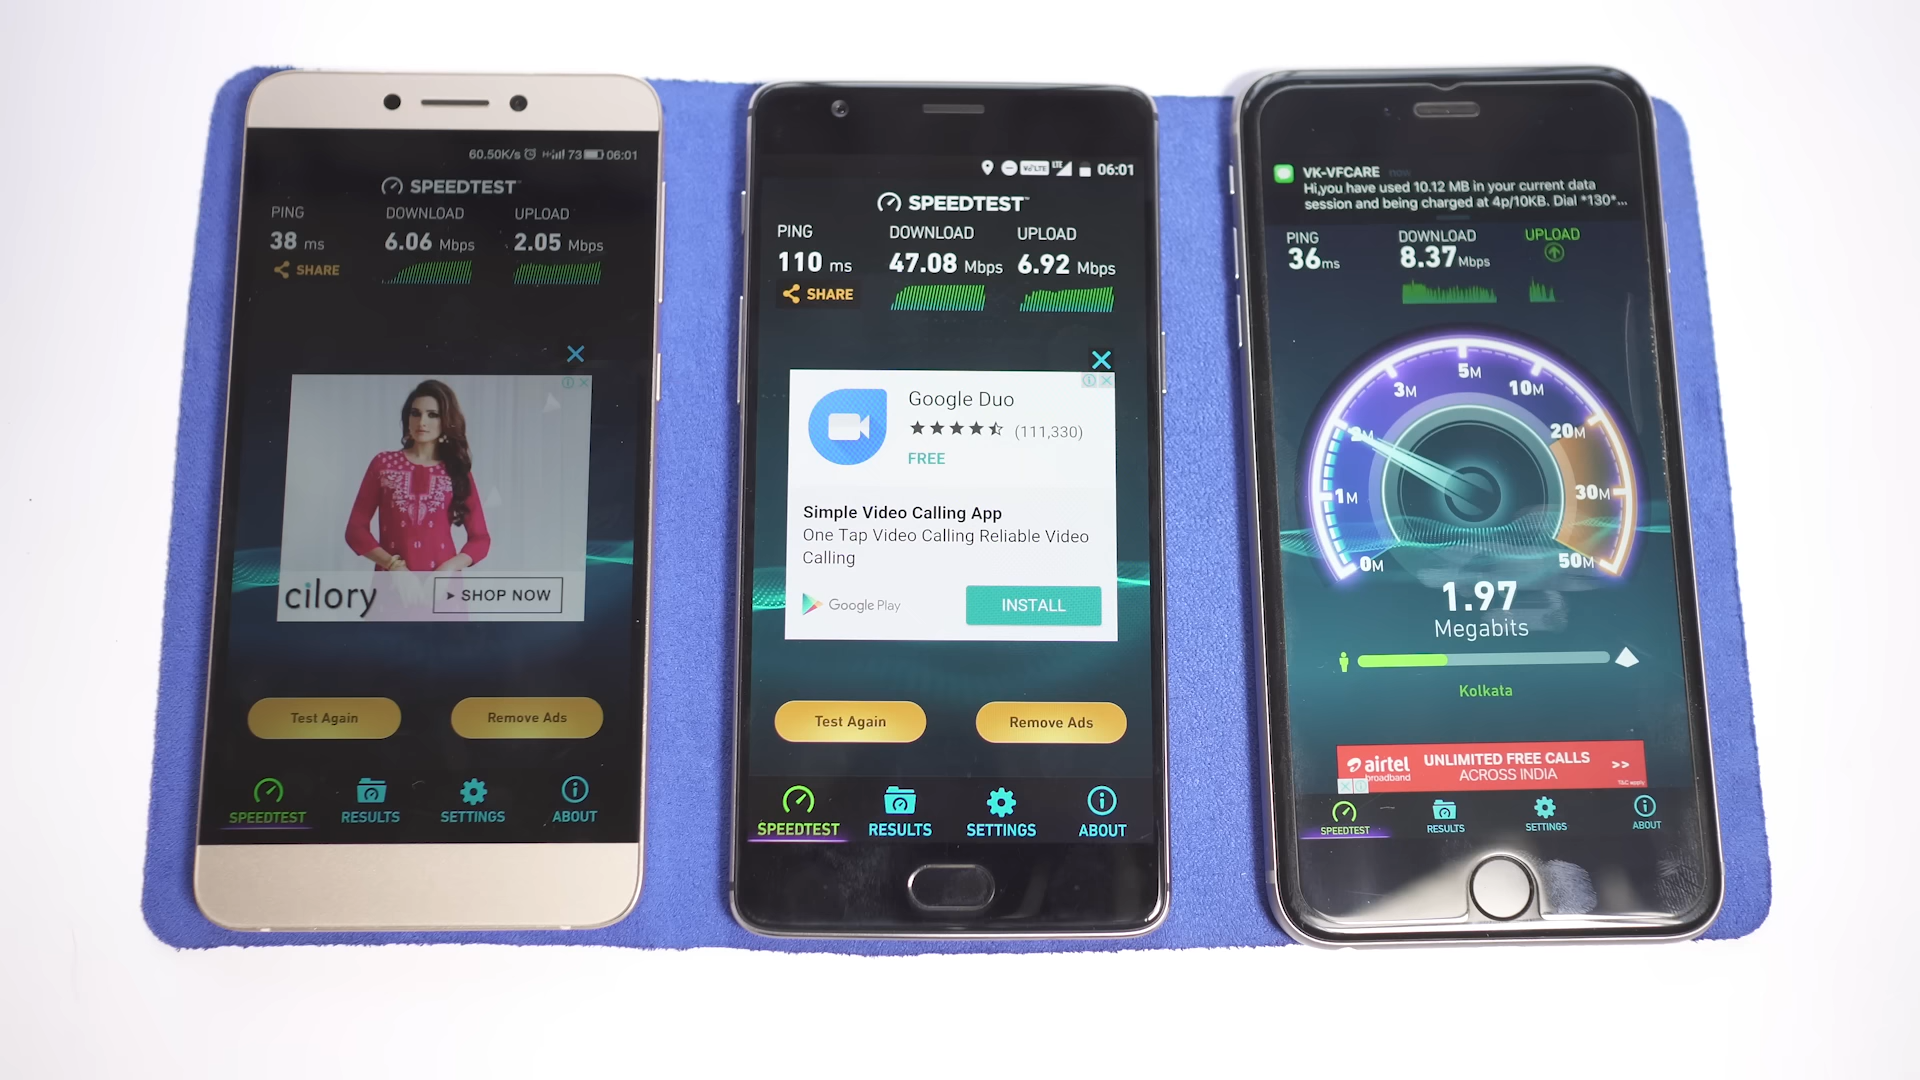 60.50K/s 73 06:01
SPEEDTEST
PING DOWNLOAD UPLOAD
38 ms 6.06 Mbps 2.05 Mbps
SHARE
cilory
SHOP NOW
Test Again Remove Ads
SPEEDTEST RESULTS SETTINGS ABOUT
VoLTE LTE 06:01
SPEEDTEST
PING DOWNLOAD UPLOAD
110 ms 47.08 Mbps 6.92 Mbps
SHARE
Google Duo
(111,330)
FREE
Simple Video Calling App
One Tap Video Calling Reliable Video
Calling
Google Play
INSTALL
Test Again Remove Ads
SPEEDTEST RESULTS SETTINGS ABOUT
VK-VFCARE now
Hi,you have used 10.12 MB in your current data
session and being charged at 4p/10KB. Dial *130*...
PING DOWNLOAD UPLOAD
36ms 8.37Mbps
5M
3M 10M
2M 20M
1M 30M
0M 50M
1.97
Megabits
Kolkata
airtel
broadband
UNLIMITED FREE CALLS
ACROSS INDIA
>>
T&C apply
SPEEDTEST RESULTS SETTINGS ABOUT